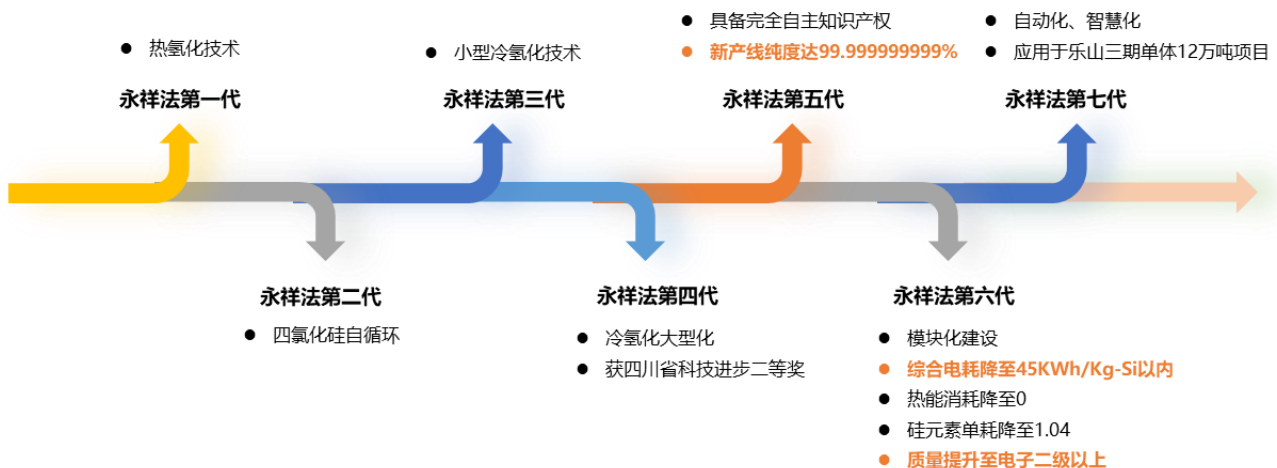 ● 热氢化技术
永祥法第一代
● 小型冷氢化技术
永祥法第三代
● 具备完全自主知识产权
● 新产线纯度达99.999999999%
永祥法第五代
● 自动化、智慧化
● 应用于乐山三期单体12万吨项目
永祥法第七代
永祥法第二代
● 四氯化硅自循环
永祥法第四代
● 冷氢化大型化
● 获四川省科技进步二等奖
永祥法第六代
● 模块化建设
● 综合电耗降至45KWh/Kg-Si以内
● 热能消耗降至0
● 硅元素单耗降至1.04
● 质量提升至电子二级以上